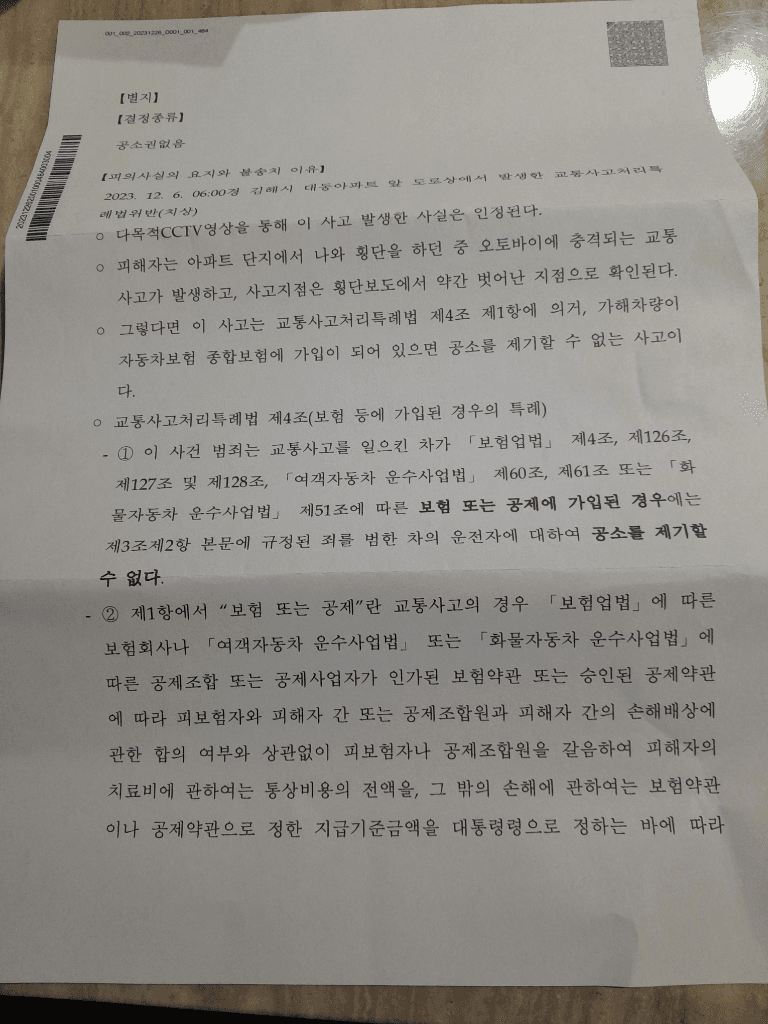 001_002_20231226_0001_001_464
【별지】
【결정종류】
공소권없음
【피의사실의 요지와 불송치 이유】
2023. 12. 6. 06:00경 김해시 대동아파트 앞 도로상에서 발생한 교통사고처리특
례법위반(치상)
○ 다목적CCTV영상을 통해 이 사고 발생한 사실은 인정된다.
○ 피해자는 아파트 단지에서 나와 횡단을 하던 중 오토바이에 충격되는 교통
사고가 발생하고, 사고지점은 횡단보도에서 약간 벗어난 지점으로 확인된다.
○ 그렇다면 이 사고는 교통사고처리특례법 제4조 제1항에 의거, 가해차량이
자동차보험 종합보험에 가입이 되어 있으면 공소를 제기할 수 없는 사고이
다.
○ 교통사고처리특례법 제4조(보험 등에 가입된 경우의 특례)
- ① 이 사건 범죄는 교통사고를 일으킨 차가 「보험업법」 제4조, 제126조,
제127조 및 제128조, 「여객자동차 운수사업법」 제60조, 제61조 또는 「화
물자동차 운수사업법」 제51조에 따른 보험 또는 공제에 가입된 경우에는
제3조제2항 본문에 규정된 죄를 범한 차의 운전자에 대하여 공소를 제기할
수 없다.
- ② 제1항에서 “보험 또는 공제”란 교통사고의 경우 「보험업법」에 따른
보험회사나 「여객자동차 운수사업법」 또는 「화물자동차 운수사업법」에
따른 공제조합 또는 공제사업자가 인가된 보험약관 또는 승인된 공제약관
에 따라 피보험자와 피해자 간 또는 공제조합원과 피해자 간의 손해배상에
관한 합의 여부와 상관없이 피보험자나 공제조합원을 갈음하여 피해자의
치료비에 관하여는 통상비용의 전액을, 그 밖의 손해에 관하여는 보험약관
이나 공제약관으로 정한 지급기준금액을 대통령령으로 정하는 바에 따라